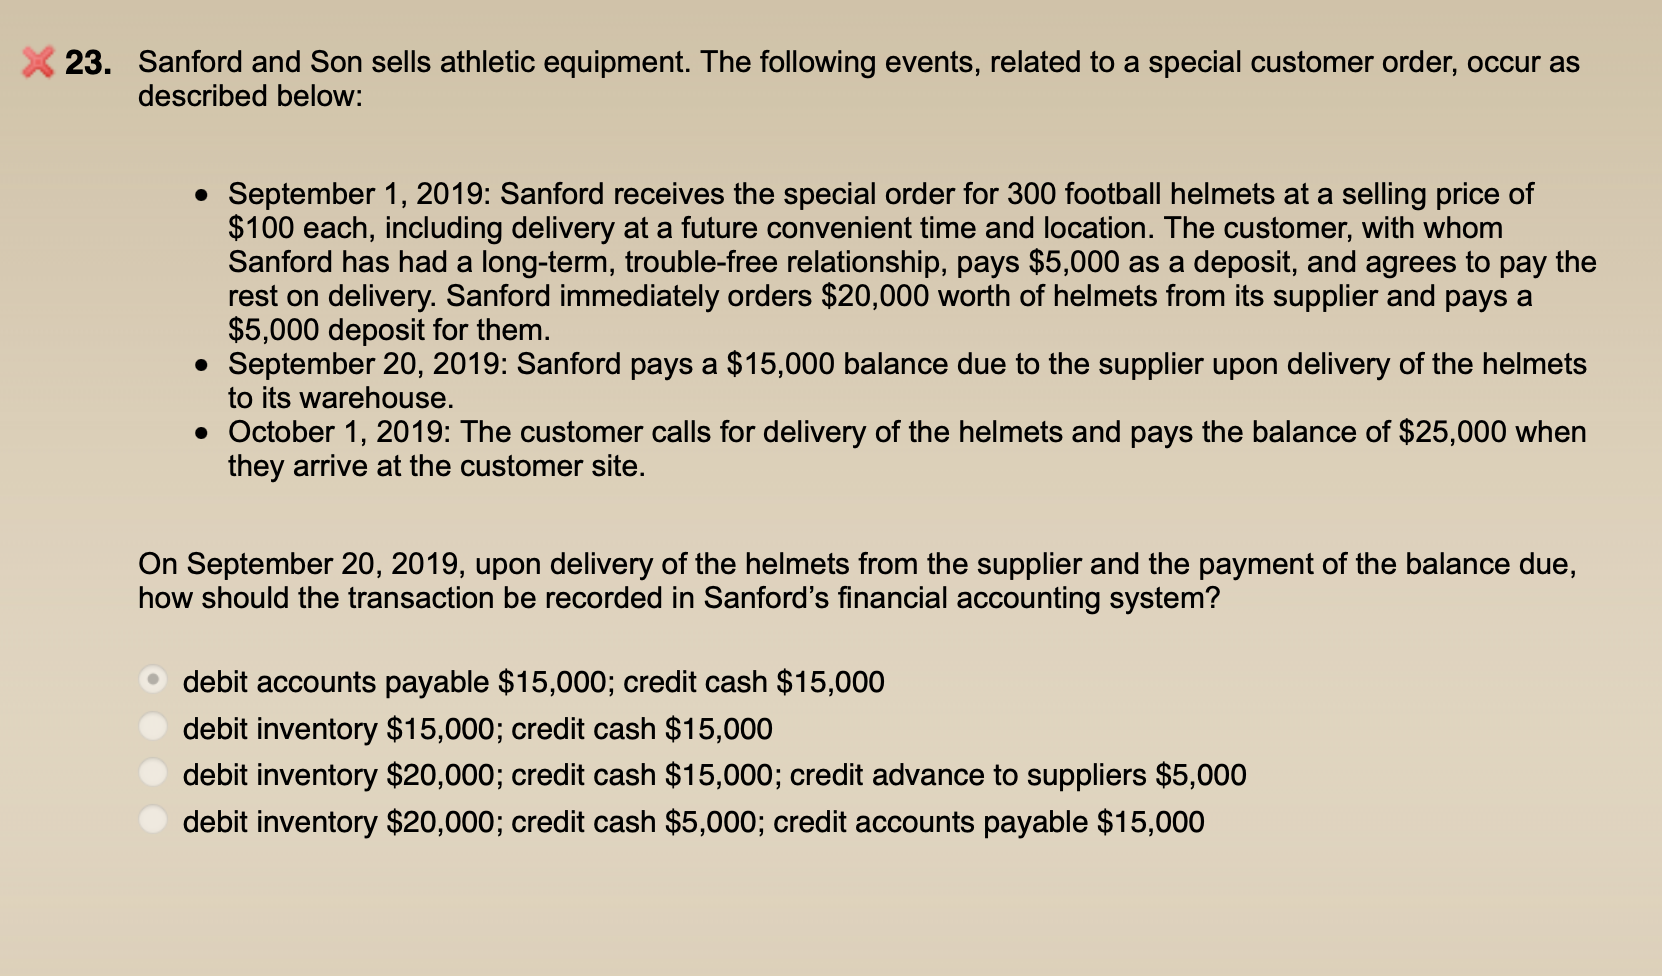 23. Sanford and Son sells athletic equipment. The following events, related to a special customer order, occur as
described below:
• September 1, 2019: Sanford receives the special order for 300 football helmets at a selling price of
$100 each, including delivery at a future convenient time and location. The customer, with whom
Sanford has had a long-term, trouble-free relationship, pays $5,000 as a deposit, and agrees to pay the
rest on delivery. Sanford immediately orders $20,000 worth of helmets from its supplier and pays a
$5,000 deposit for them.
• September 20, 2019: Sanford pays a $15,000 balance due to the supplier upon delivery of the helmets
to its warehouse.
• October 1, 2019: The customer calls for delivery of the helmets and pays the balance of $25,000 when
they arrive at the customer site.
On September 20, 2019, upon delivery of the helmets from the supplier and the payment of the balance due,
how should the transaction be recorded in Sanford’s financial accounting system?
debit accounts payable $15,000; credit cash $15,000
debit inventory $15,000; credit cash $15,000
debit inventory $20,000; credit cash $15,000; credit advance to suppliers $5,000
debit inventory $20,000; credit cash $5,000; credit accounts payable $15,000